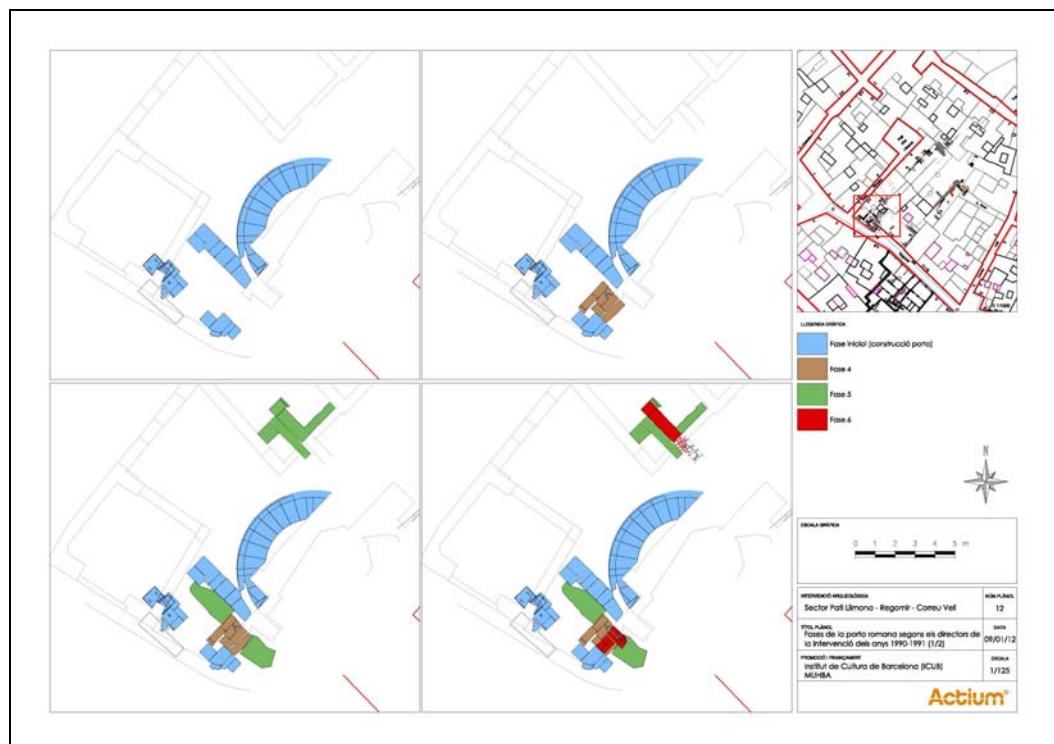 LLEGENDA GRÀFICA
Fase inicial (construcció porta)
Fase 4
Fase 5
Fase 6
N
ESCALA GRÀFICA
0 1 2 3 4 5 m
INTERVENCIÓ ARQUEOLÒGICA
Sector Pati Llimona - Regomir - Correu Vell
NÚM.PLÀNOL
12
TÍTOL PLÀNOL
Fases de la porta romana segons els directors de
la intervenció dels anys 1990-1991 (1/2)
DATA
09/01/12
PROMOCIÓ I FINANÇAMENT
Institut de Cultura de Barcelona (ICUB)
MUHBA
ESCALA
1/125
Actium